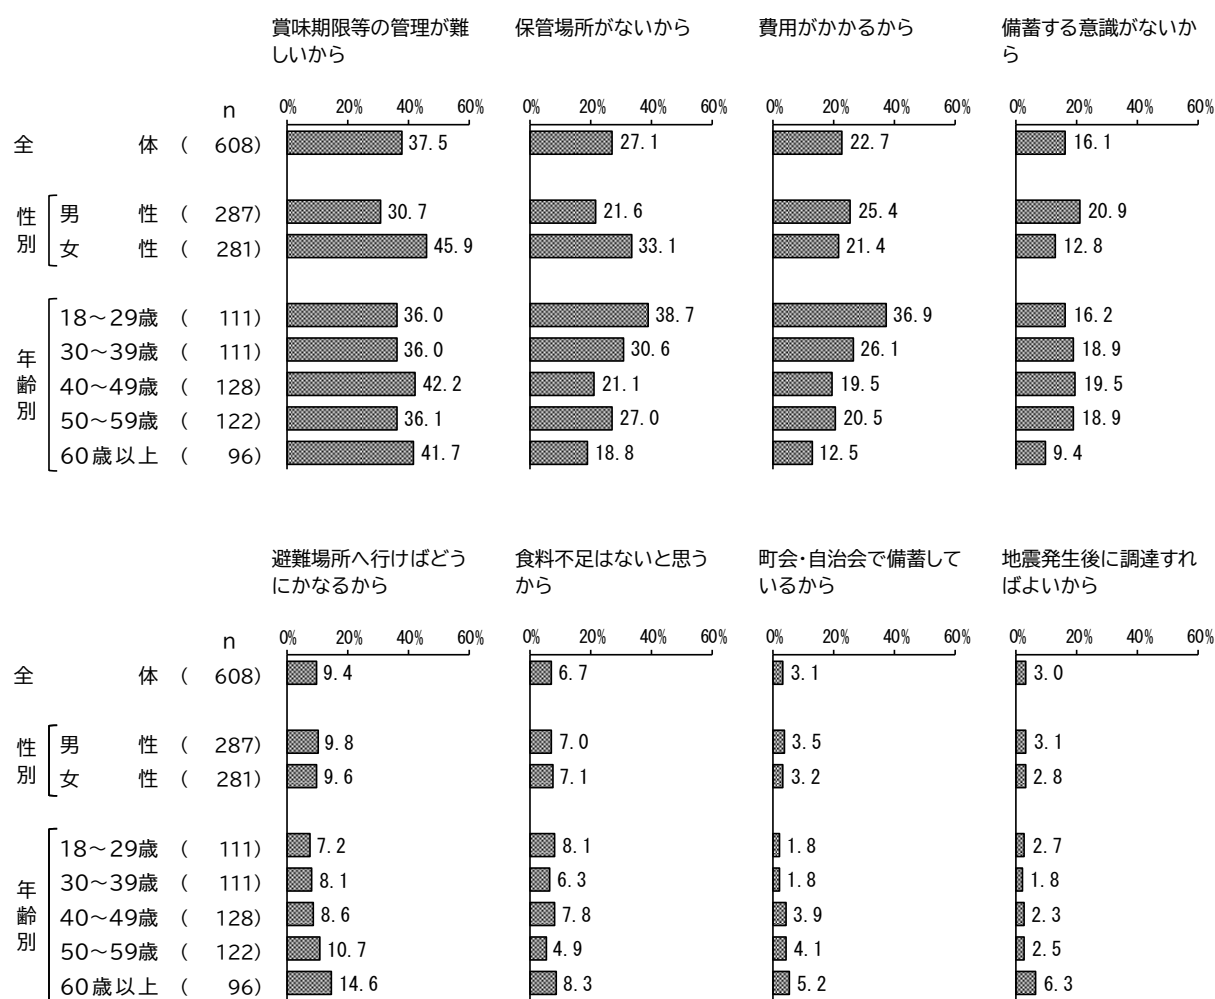 賞味期限等の管理が難 保管場所がないから 費用がかかるから 備蓄する意識がないか
しいから ら
n 0% 20% 40% 60% 0% 20% 40% 60% 0% 20% 40% 60% 0% 20% 40% 60%
全 体 ( 608) 37.5 27.1 22.7 16.1
性別
男 性 ( 287) 30.7 21.6 25.4 20.9
女 性 ( 281) 45.9 33.1 21.4 12.8
年齢別
18～29歳 ( 111) 36.0 38.7 36.9 16.2
30～39歳 ( 111) 36.0 30.6 26.1 18.9
40～49歳 ( 128) 42.2 21.1 19.5 19.5
50～59歳 ( 122) 36.1 27.0 20.5 18.9
60歳以上 ( 96) 41.7 18.8 12.5 9.4
避難場所へ行けばどう 食料不足はないと思う 町会・自治会で備蓄して 地震発生後に調達すれ
にかなるから から いるから ばよいから
n 0% 20% 40% 60% 0% 20% 40% 60% 0% 20% 40% 60% 0% 20% 40% 60%
全 体 ( 608) 9.4 6.7 3.1 3.0
性別
男 性 ( 287) 9.8 7.0 3.5 3.1
女 性 ( 281) 9.6 7.1 3.2 2.8
年齢別
18～29歳 ( 111) 7.2 8.1 1.8 2.7
30～39歳 ( 111) 8.1 6.3 1.8 1.8
40～49歳 ( 128) 8.6 7.8 3.9 2.3
50～59歳 ( 122) 10.7 4.9 4.1 2.5
60歳以上 ( 96) 14.6 8.3 5.2 6.3